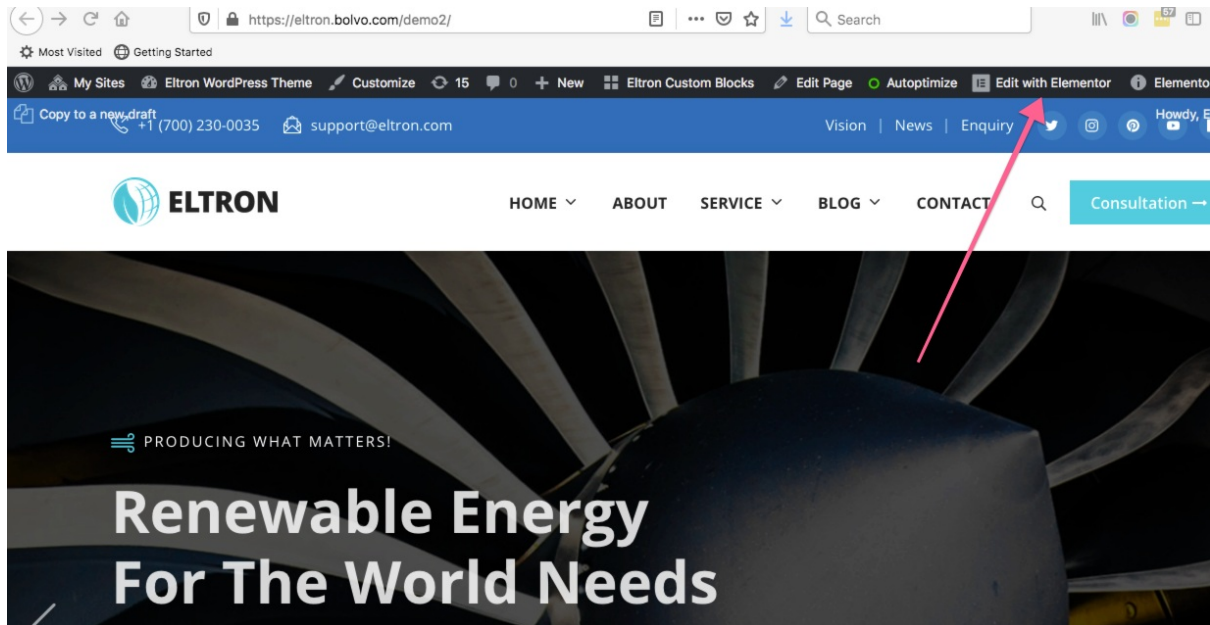 https://eltron.bolvo.com/demo2/ Search 57
Most Visited Getting Started
My Sites Eltron WordPress Theme Customize 15 0 New Eltron Custom Blocks Edit Page Autoptimize Edit with Elementor Elemento
Copy to a new draft Howdy, E
+1 (700) 230-0035 support@eltron.com Vision | News | Enquiry
ELTRON HOME ABOUT SERVICE BLOG CONTACT Consultation →
PRODUCING WHAT MATTERS!
Renewable Energy
For The World Needs